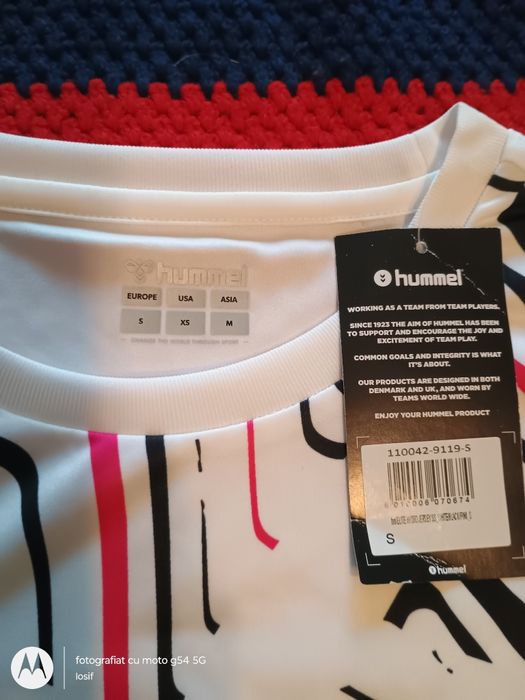 hummel
EUROPE USA ASIA
S XS M
CHANGE THE WORLD THROUGH SPORT
hummel
WORKING AS A TEAM FROM TEAM PLAYERS.
SINCE 1923 THE AIM OF HUMMEL HAS BEEN
TO SUPPORT AND ENCOURAGE THE JOY AND
EXCITEMENT OF TEAM PLAY.
COMMON GOALS AND INTEGRITY IS WHAT
IT'S ABOUT.
OUR PRODUCTS ARE DESIGNED IN BOTH
DENMARK AND UK, AND WORN BY
TEAMS WORLD WIDE.
ENJOY YOUR HUMMEL PRODUCT
110042-9119-S
S
hummel
fotografiat cu moto g54 5G
Iosif